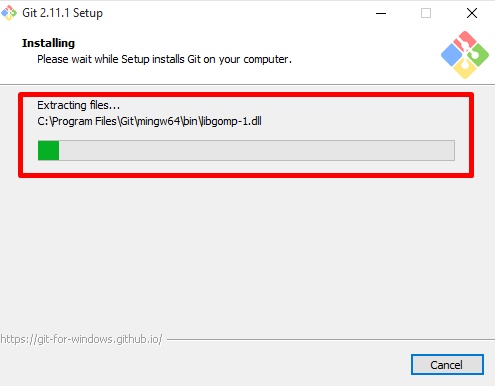 Git 2.11.1 Setup
Installing
Please wait while Setup installs Git on your computer.
Extracting files...
C:\Program Files\Git\mingw64\bin\libgomp-1.dll
https://git-for-windows.github.io/
Cancel